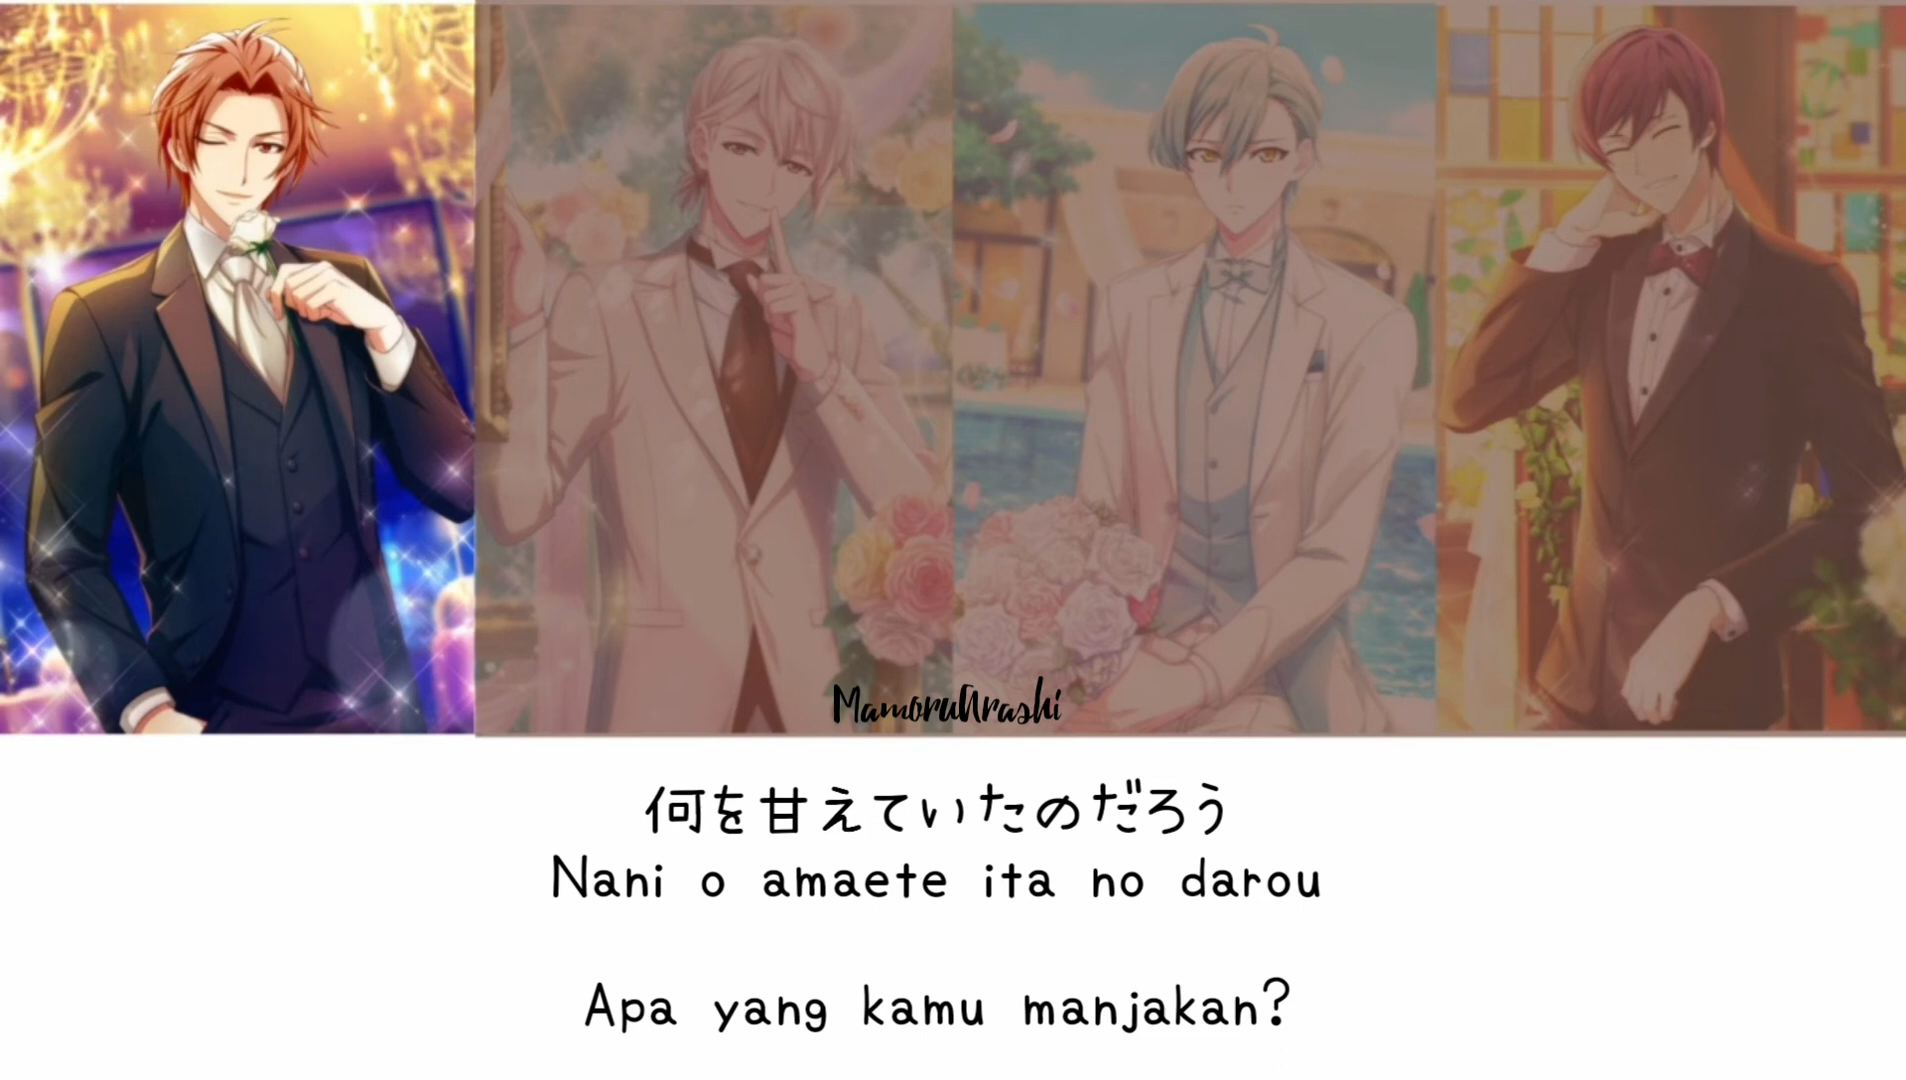 MamoruArashi
何を甘えていたのだろう
Nani o amaete ita no darou
Apa yang kamu manjakan?